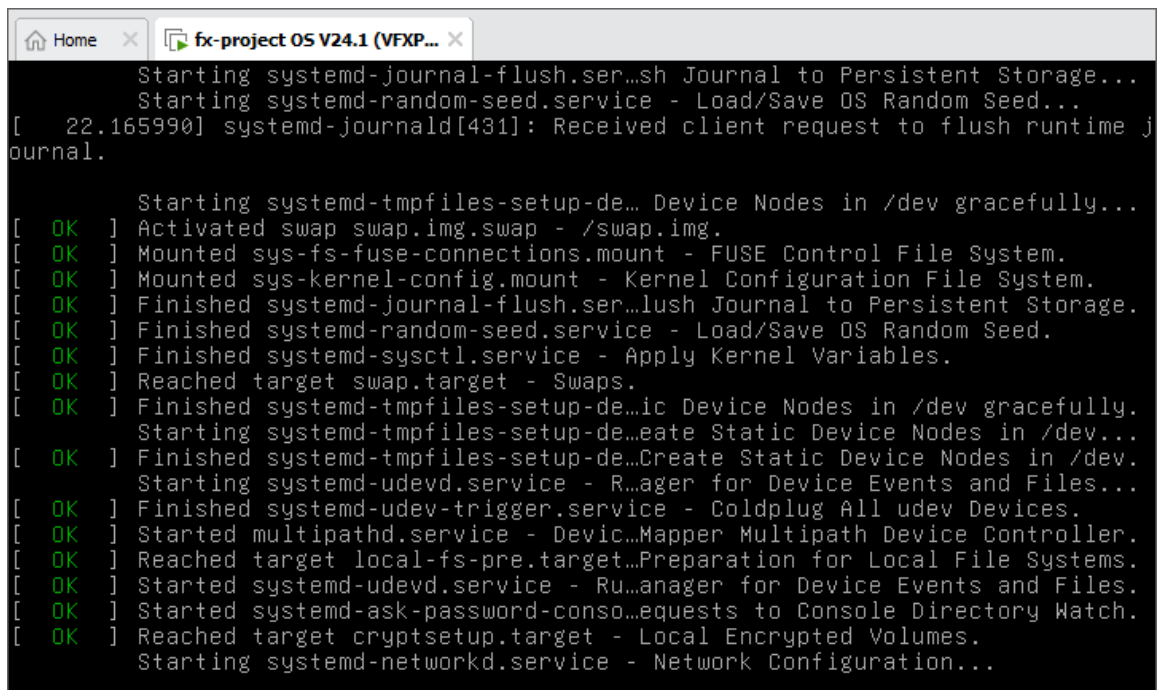 Home × fx-project OS V24.1 (VFXP... ×
Starting systemd-journal-flush.ser…sh Journal to Persistent Storage...
Starting systemd-random-seed.service - Load/Save OS Random Seed...
[   22.165990] systemd-journald[431]: Received client request to flush runtime j
ournal.
Starting systemd-tmpfiles-setup-de… Device Nodes in /dev gracefully...
[  OK  ] Activated swap swap.img.swap - /swap.img.
[  OK  ] Mounted sys-fs-fuse-connections.mount - FUSE Control File System.
[  OK  ] Mounted sys-kernel-config.mount - Kernel Configuration File System.
[  OK  ] Finished systemd-journal-flush.ser…lush Journal to Persistent Storage.
[  OK  ] Finished systemd-random-seed.service - Load/Save OS Random Seed.
[  OK  ] Finished systemd-sysctl.service - Apply Kernel Variables.
[  OK  ] Reached target swap.target - Swaps.
[  OK  ] Finished systemd-tmpfiles-setup-de…ic Device Nodes in /dev gracefully.
Starting systemd-tmpfiles-setup-de…eate Static Device Nodes in /dev...
[  OK  ] Finished systemd-tmpfiles-setup-de…Create Static Device Nodes in /dev.
Starting systemd-udevd.service - R…ager for Device Events and Files...
[  OK  ] Finished systemd-udev-trigger.service - Coldplug All udev Devices.
[  OK  ] Started multipathd.service - Devic…Mapper Multipath Device Controller.
[  OK  ] Reached target local-fs-pre.target…Preparation for Local File Systems.
[  OK  ] Started systemd-udevd.service - Ru…anager for Device Events and Files.
[  OK  ] Started systemd-ask-password-conso…equests to Console Directory Watch.
[  OK  ] Reached target cryptsetup.target - Local Encrypted Volumes.
Starting systemd-networkd.service - Network Configuration...